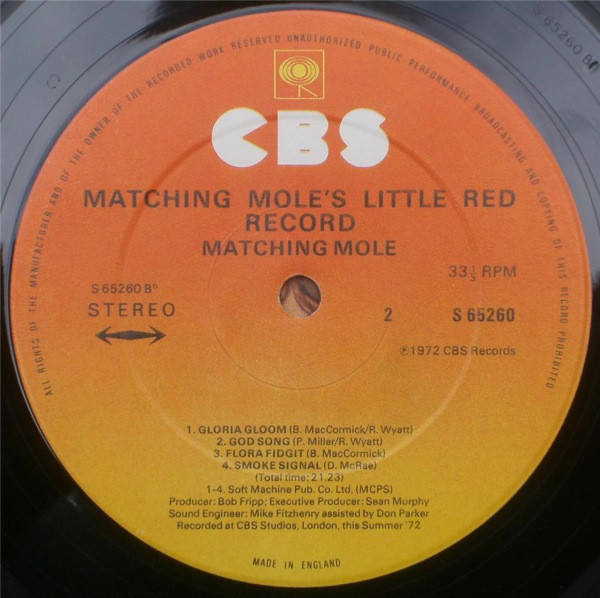 ALL RIGHTS OF THE MANUFACTURER AND OF THE OWNER OF THE RECORDED WORK RESERVED UNAUTHORIZED PUBLIC PERFORMANCE BROADCASTING AND COPYING OF THIS RECORD PROHIBITED
CBS
MATCHING MOLE'S LITTLE RED
RECORD
MATCHING MOLE
33⅓ RPM
S 65260 Bº
STEREO
2
S 65260
℗1972 CBS Records
1. GLORIA GLOOM (B. MacCormick/R. Wyatt)
2. GOD SONG (P. Miller/R. Wyatt)
3. FLORA FIDGIT (B. MacCormick)
4. SMOKE SIGNAL (D. McRae)
(Total time: 21.23)
1-4. Soft Machine Pub. Co. Ltd. (MCPS)
Producer: Bob Fripp; Executive Producer: Sean Murphy
Sound Engineer: Mike Fitzhenry assisted by Don Parker
Recorded at CBS Studios, London, this Summer '72
MADE IN ENGLAND
S 65260 B